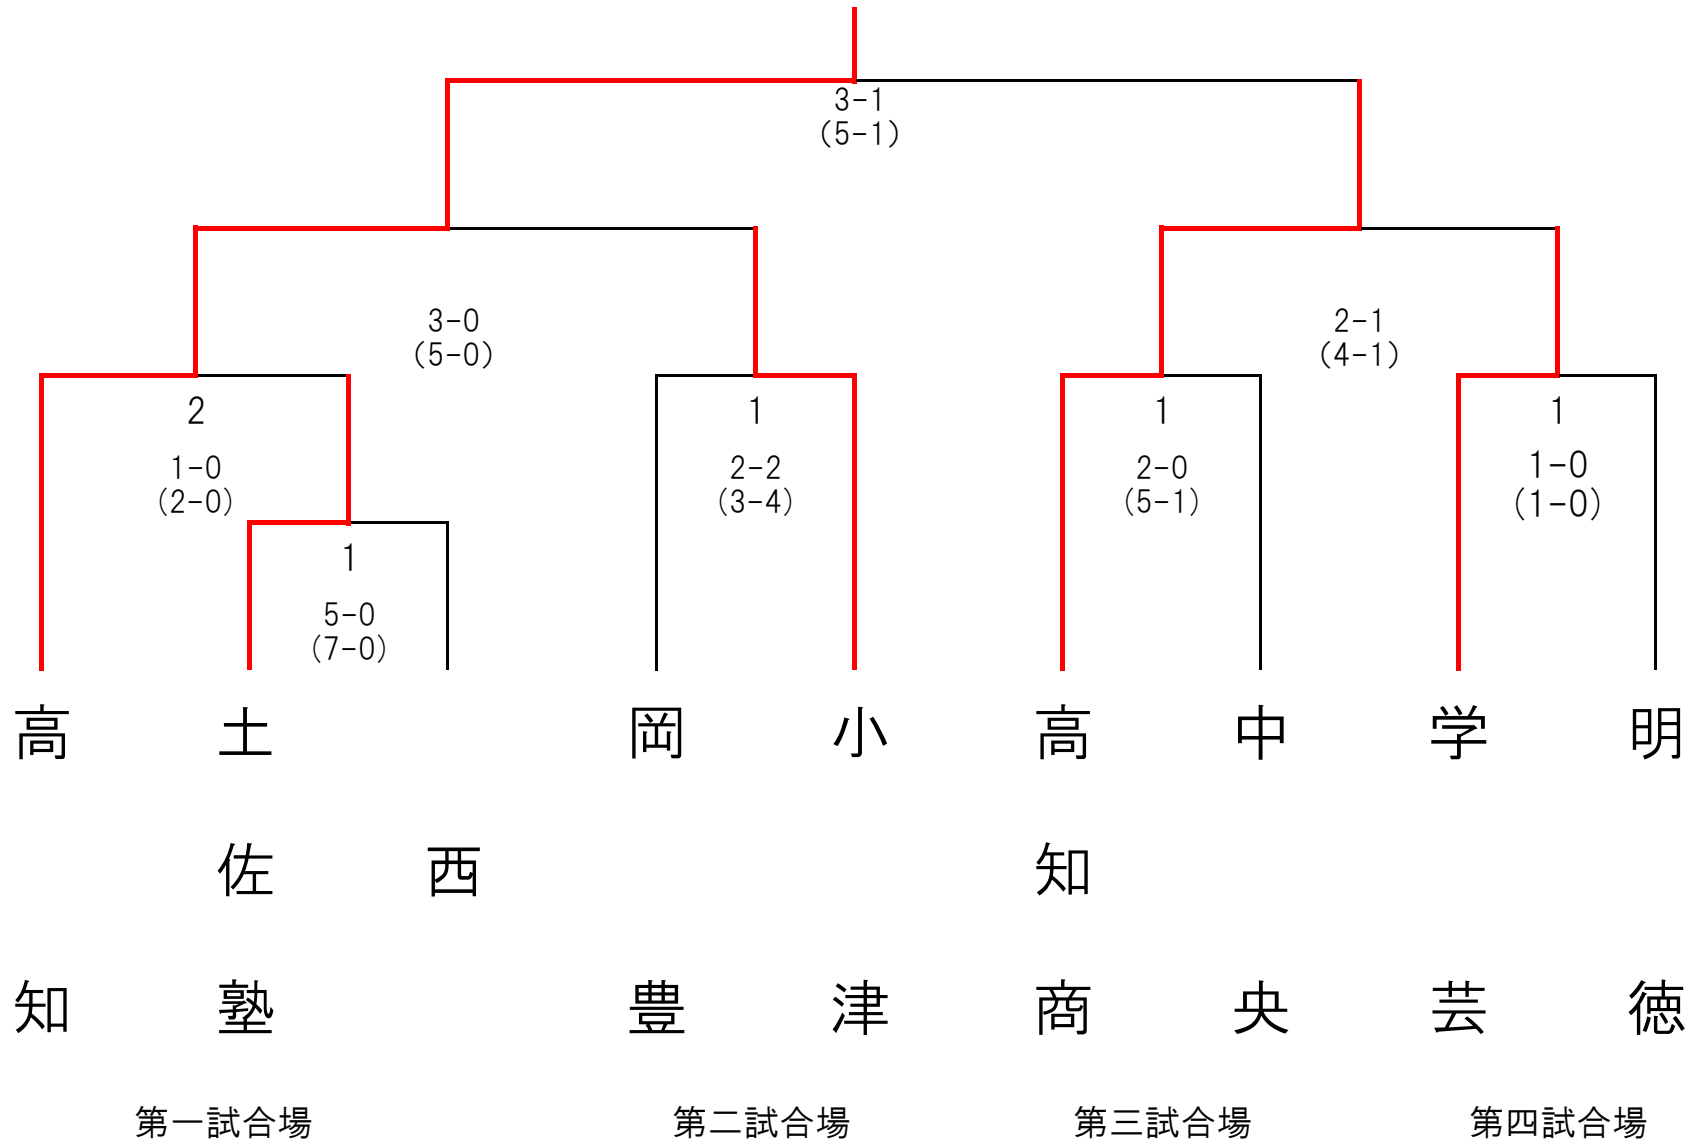 3-1
(5-1)
3-0
(5-0)
2-1
(4-1)
2
1-0
(2-0)
1
2-2
(3-4)
1
2-0
(5-1)
1
1-0
(1-0)
1
5-0
(7-0)
高知
土佐塾
西
岡豊
小津
高知商
中央
学芸
明徳
第一試合場
第二試合場
第三試合場
第四試合場